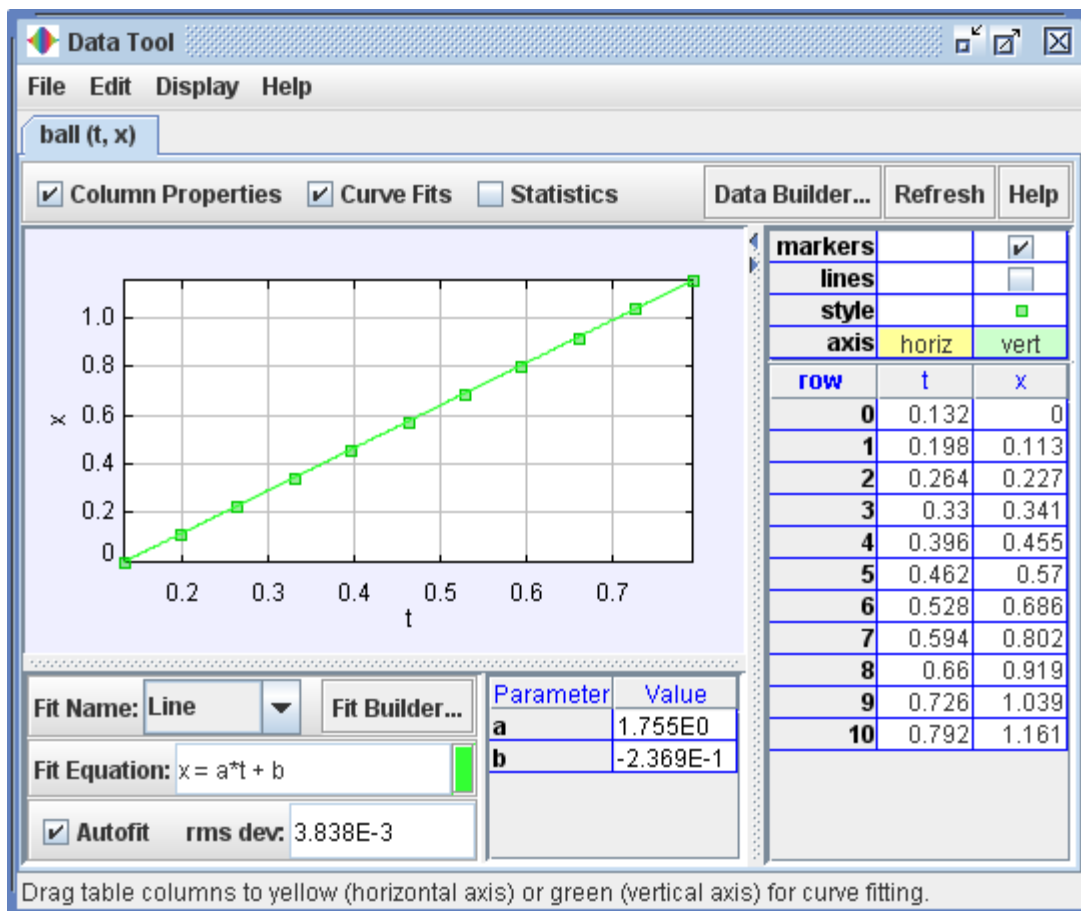 Data Tool
File Edit Display Help
ball (t, x)
Column Properties Curve Fits Statistics Data Builder... Refresh Help
markers
lines
style
axis horiz vert
row t x
0 0.132 0
1 0.198 0.113
2 0.264 0.227
3 0.33 0.341
4 0.396 0.455
5 0.462 0.57
6 0.528 0.686
7 0.594 0.802
8 0.66 0.919
9 0.726 1.039
10 0.792 1.161
1.0
0.8
x 0.6
0.4
0.2
0
0.2 0.3 0.4 0.5 0.6 0.7
t
Fit Name: Line Fit Builder...
Fit Equation: x = a*t + b
Autofit rms dev: 3.838E-3
Parameter Value
a 1.755E0
b -2.369E-1
Drag table columns to yellow (horizontal axis) or green (vertical axis) for curve fitting.